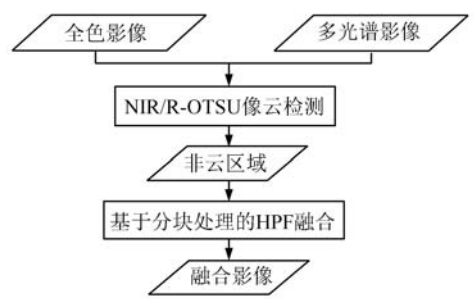 全色影像
多光谱影像
NIR/R-OTSU像云检测
非云区域
基于分块处理的HPF融合
融合影像